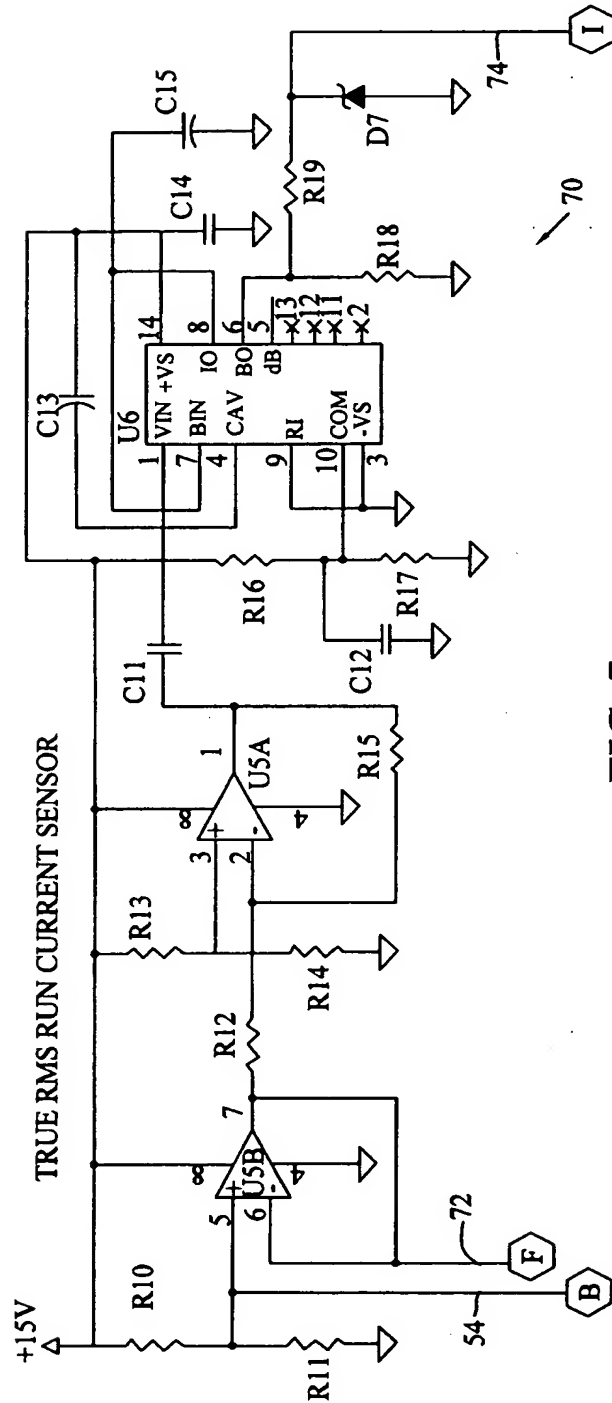 TRUE RMS RUN CURRENT SENSOR
+15V
R10
R11
5
6
7
8
4
U5B
+
-
54
B
72
F
R12
R13
R14
3
2
1
8
4
U5A
+
-
R15
C11
C12
R16
R17
C13
U6
1 VIN +VS 14
7 BIN IO 8
4 CAV BO 6
dB 5
9 RI 13
12
10 COM 11
3 -VS 2
C14
C15
R18
R19
D7
74
I
70